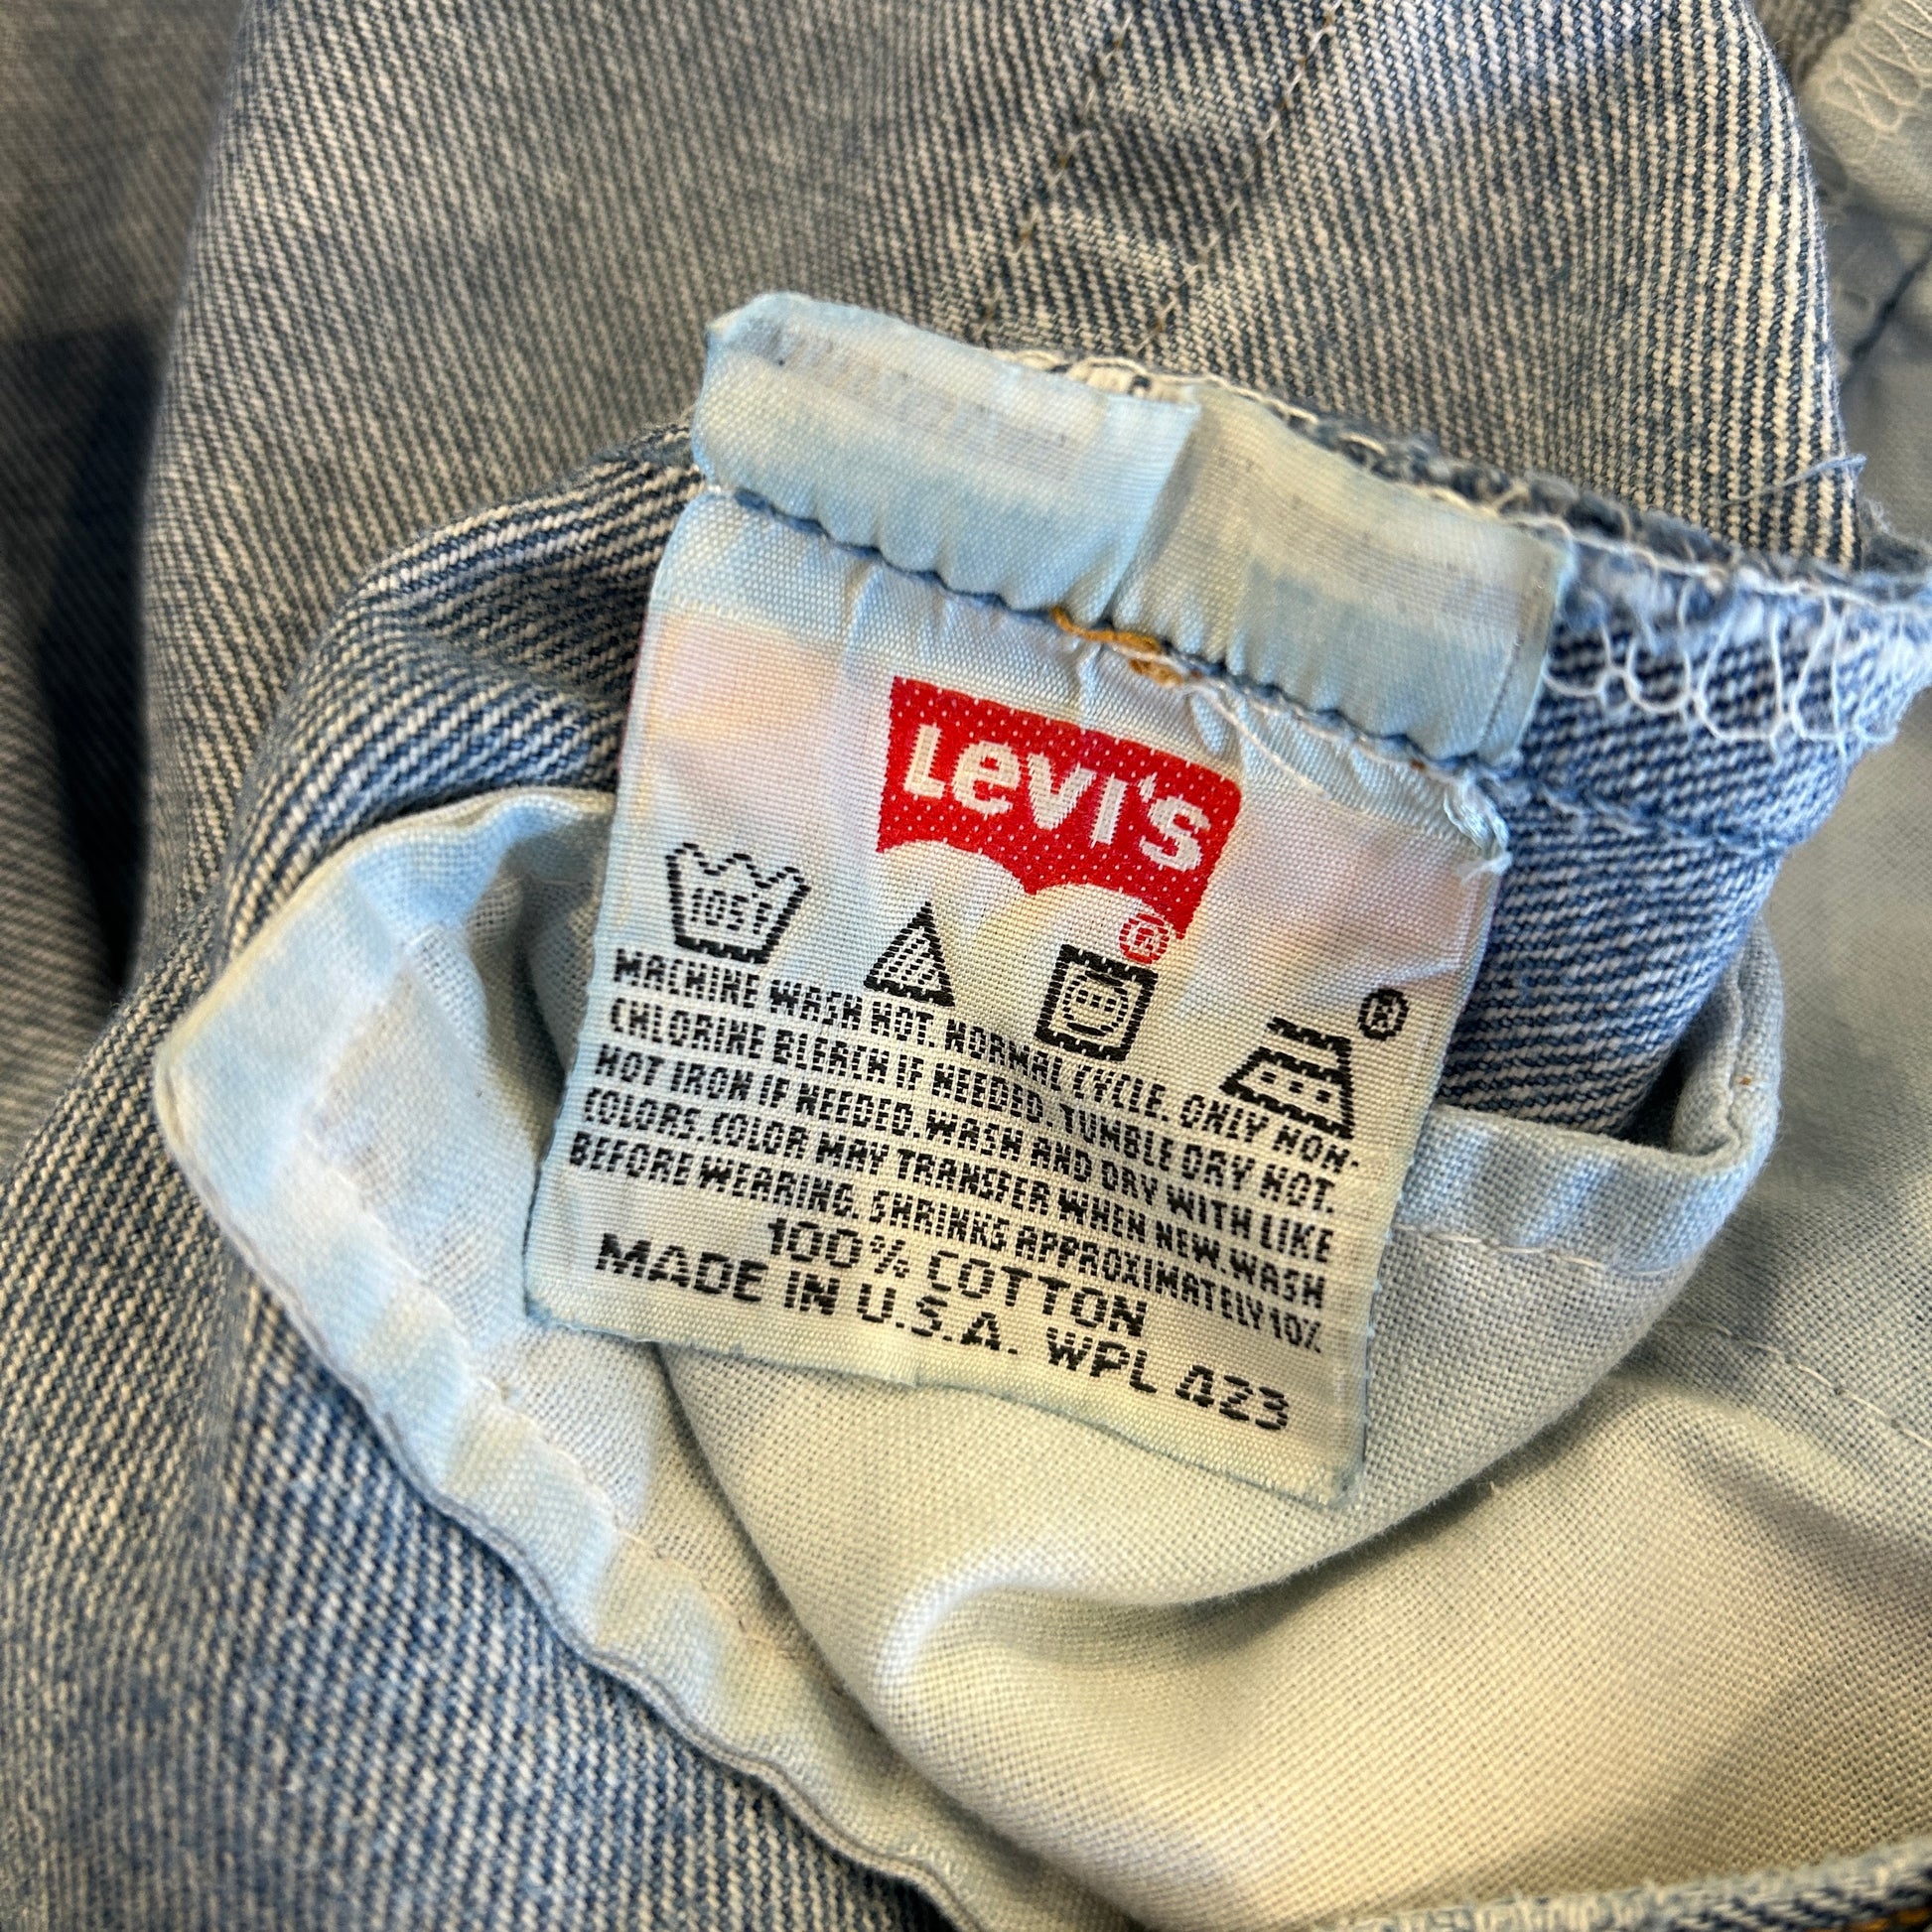 Levi's
®
105°F
®
MACHINE WASH HOT. NORMAL CYCLE. ONLY NON-
CHLORINE BLEACH IF NEEDED. TUMBLE DRY HOT.
HOT IRON IF NEEDED. WASH AND DRY WITH LIKE
COLORS. COLOR MAY TRANSFER WHEN NEW. WASH
BEFORE WEARING. SHRINKS APPROXIMATELY 10%
100% COTTON
MADE IN U.S.A. WPL 423